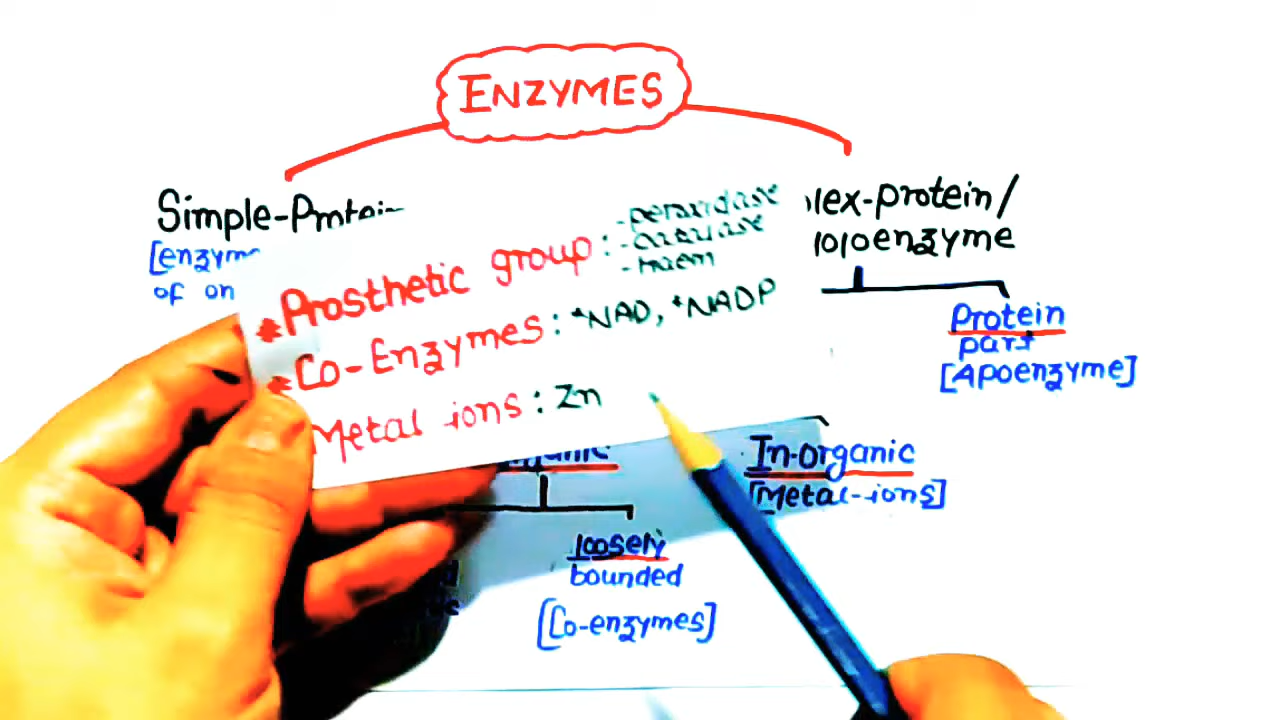 ENZYMES
Simple-Protein
[enzyme
of on
lex-protein/
oloenzyme
Protein
part
[Apoenzyme]
*Prosthetic group : -peroxidase
-catalase
-haem
*Co-Enzymes : *NAD, *NADP
Metal ions : Zn
In-organic
[Metal-ions]
loosely
bounded
[Co-enzymes]